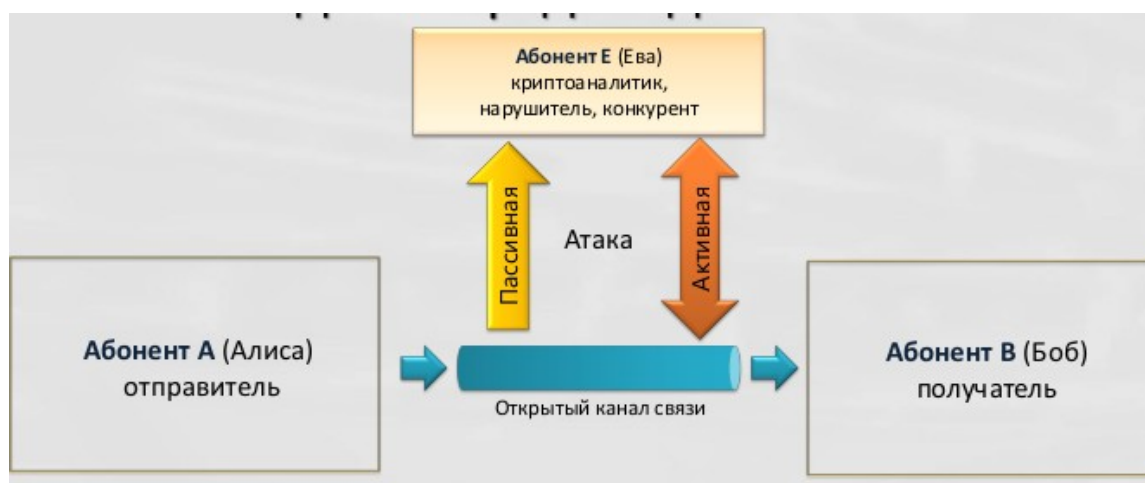 Абонент E (Ева)
криптоаналитик,
нарушитель, конкурент
Пассивная
Атака
Активная
Абонент A (Алиса)
отправитель
Открытый канал связи
Абонент B (Боб)
получатель